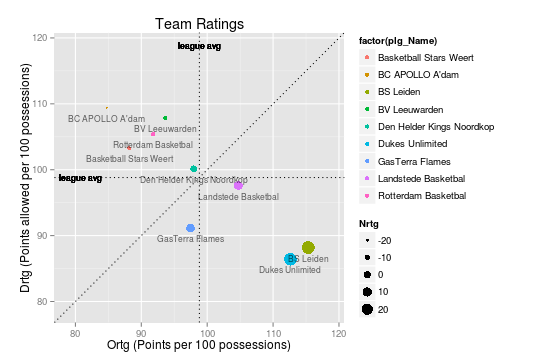 Team Ratings
league avg
120
110
100
90
80
Drtg (Points allowed per 100 possessions)
BC APOLLO A'dam
BV Leeuwarden
Rotterdam Basketbal
Basketball Stars Weert
league avg
Den Helder Kings Noordkop
Landstede Basketbal
GasTerra Flames
BS Leiden
Dukes Unlimited
80
90
100
110
120
Ortg (Points per 100 possessions)
factor(plg_Name)
Basketball Stars Weert
BC APOLLO A'dam
BS Leiden
BV Leeuwarden
Den Helder Kings Noordkop
Dukes Unlimited
GasTerra Flames
Landstede Basketbal
Rotterdam Basketbal
Nrtg
-20
-10
0
10
20